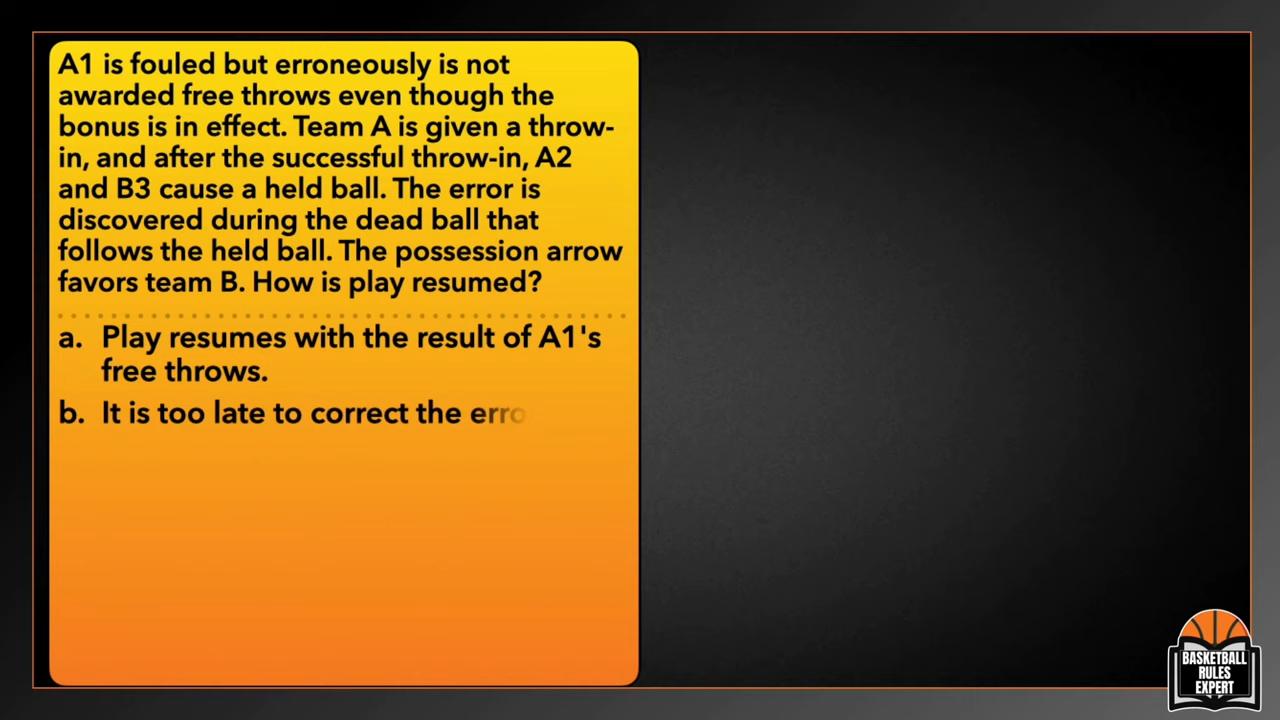 A1 is fouled but erroneously is not
awarded free throws even though the
bonus is in effect. Team A is given a throw-
in, and after the successful throw-in, A2
and B3 cause a held ball. The error is
discovered during the dead ball that
follows the held ball. The possession arrow
favors team B. How is play resumed?
a. Play resumes with the result of A1's
free throws.
b. It is too late to correct the erro
BASKETBALL
RULES
EXPERT